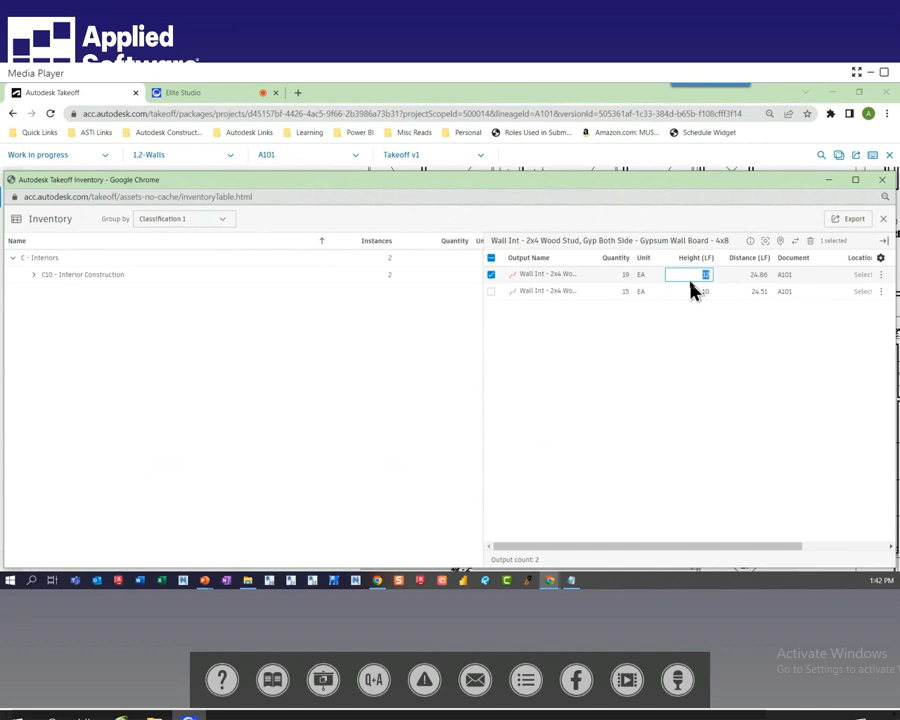 Applied
Software
Media Player
Autodesk Takeoff
Elite Studio
acc.autodesk.com/takeoff/packages/projects/d45157bf-4426-4ac5-9f66-2b3986a73b31?projectScopeId=500014&lineageId=A101&versionId=505361af-1c33-384d-b65b-f108cfff3f14
A
Quick Links
ASTI Links
Autodesk Construct...
Autodesk Links
Learning
Power BI
Misc Reads
Personal
Roles Used in Subm...
Amazon.com: MUS...
Schedule Widget
Work in progress
1.2-Walls
A101
Takeoff v1
Autodesk Takeoff Inventory - Google Chrome
acc.autodesk.com/takeoff/assets-no-cache/inventoryTable.html
Inventory
Group by
Classification 1
Export
Name
Instances
Quantity
Un
Wall Int - 2x4 Wood Stud, Gyp Both Side - Gypsum Wall Board - 4x8
1 selected
C - Interiors 2
C10 - Interior Construction 2
Output Name Quantity Unit Height (LF) Distance (LF) Document Locatio
Wall Int - 2x4 Wo... 19 EA 12 24.86 A101 Select
Wall Int - 2x4 Wo... 15 EA 10 24.51 A101 Select
Output count: 2
1:42 PM
Activate Windows
Go to Settings to activate
?
Q+A